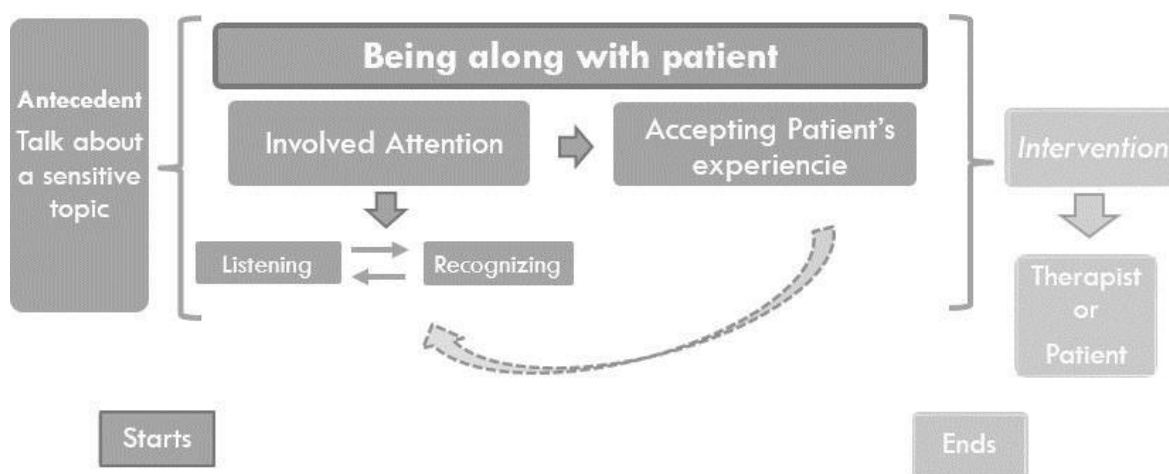 Being along with patient
Antecedent
Talk about
a sensitive
topic
Involved Attention
Accepting Patient's
experiencie
Listening
Recognizing
Intervention
Therapist
or
Patient
Starts
Ends